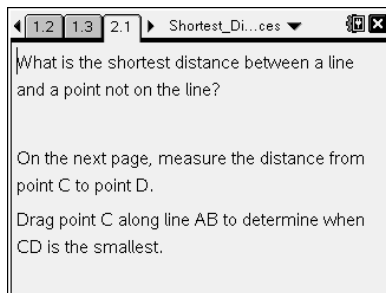 1.2 1.3 2.1 Shortest_Di...ces
What is the shortest distance between a line
and a point not on the line?
On the next page, measure the distance from
point C to point D.
Drag point C along line AB to determine when
CD is the smallest.